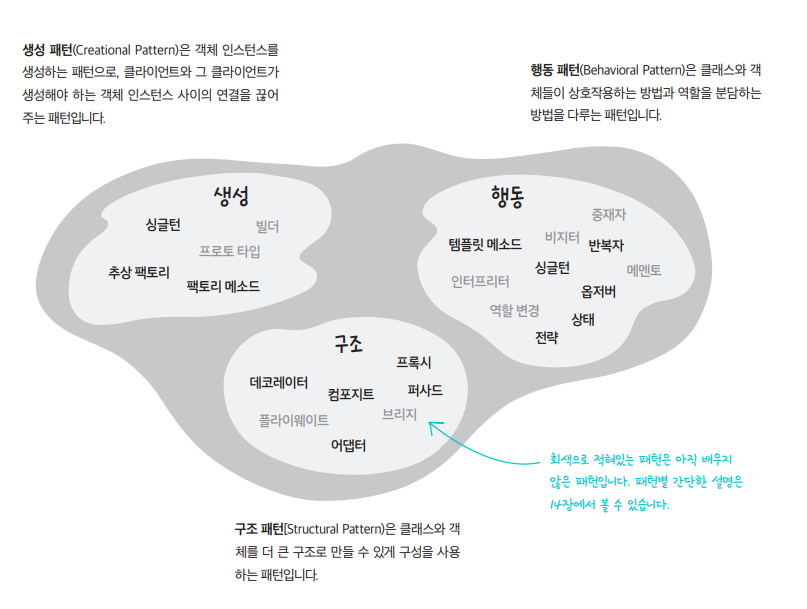 생성 패턴(Creational Pattern)은 객체 인스턴스를
생성하는 패턴으로, 클라이언트와 그 클라이언트가
생성해야 하는 객체 인스턴스 사이의 연결을 끊어
주는 패턴입니다.
행동 패턴(Behavioral Pattern)은 클래스와 객
체들이 상호작용하는 방법과 역할을 분담하는
방법을 다루는 패턴입니다.
생성
싱글턴
빌더
프로토 타입
추상 팩토리
팩토리 메소드
행동
중재자
템플릿 메소드
비지터
반복자
싱글턴
메멘토
인터프리터
옵저버
역할 변경
상태
전략
구조
프록시
데코레이터
컴포지트
퍼사드
플라이웨이트
브리지
어댑터
회색으로 적혀있는 패턴은 아직 배우지
않은 패턴입니다. 패턴별 간단한 설명은
14장에서 볼 수 있습니다.
구조 패턴[Structural Pattern)은 클래스와 객
체를 더 큰 구조로 만들 수 있게 구성을 사용
하는 패턴입니다.